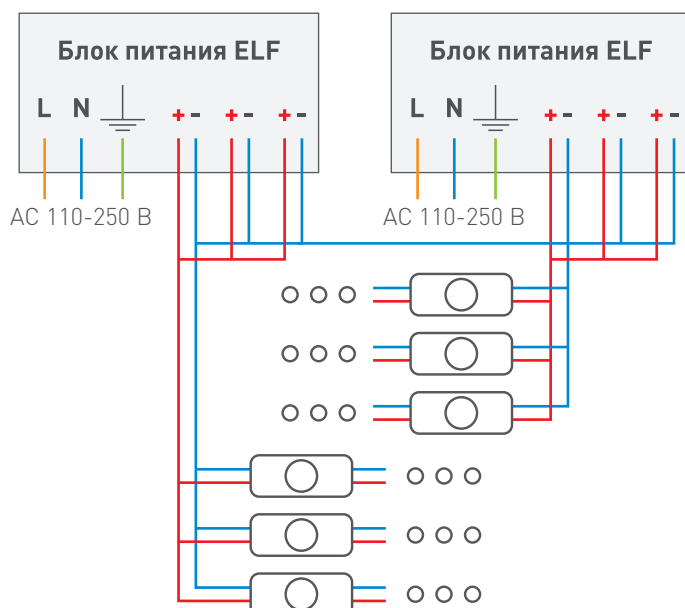 Блок питания ELF
Блок питания ELF
L N + - + - + -
L N + - + - + -
AC 110-250 В
AC 110-250 В